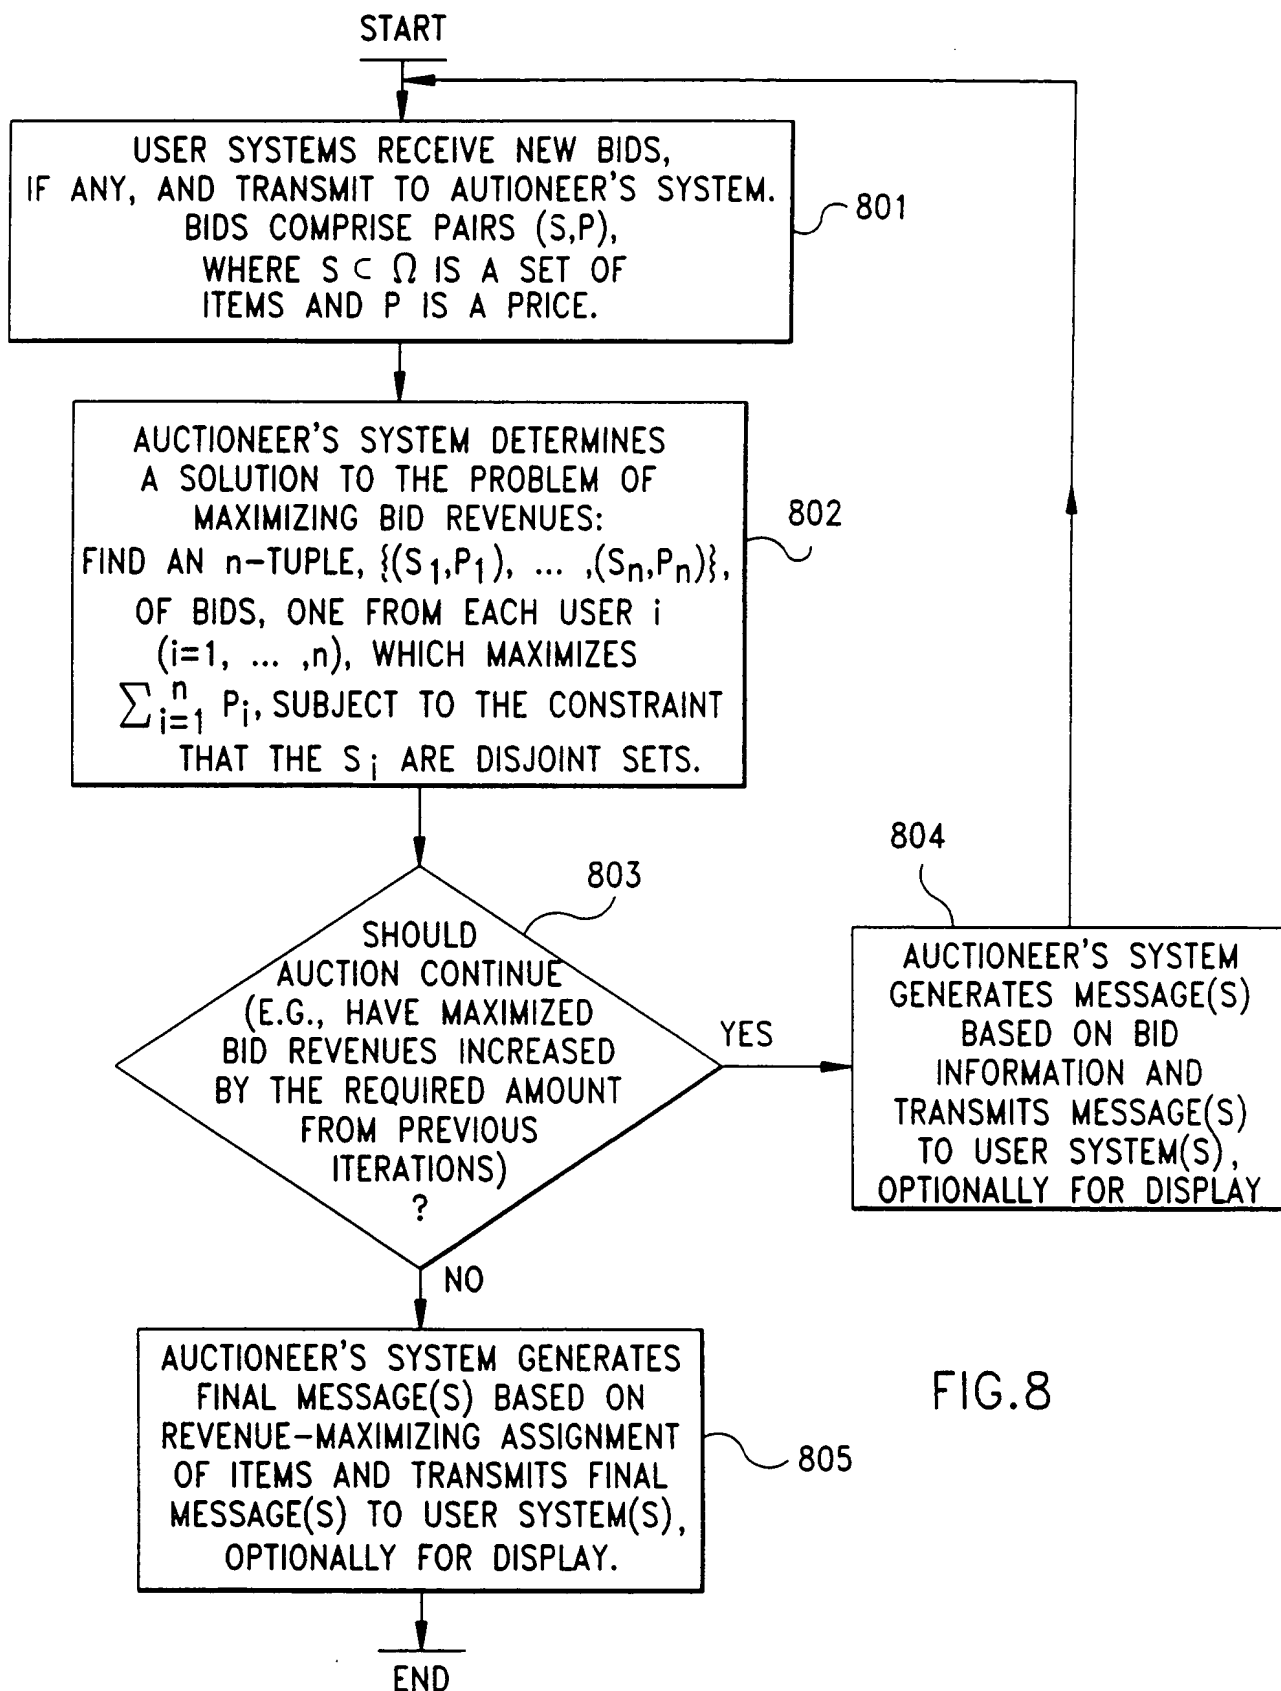 START
USER SYSTEMS RECEIVE NEW BIDS,
IF ANY, AND TRANSMIT TO AUTIONEER'S SYSTEM.
BIDS COMPRISE PAIRS (S,P),
WHERE S ⊂ Ω IS A SET OF
ITEMS AND P IS A PRICE.
801
AUCTIONEER'S SYSTEM DETERMINES
A SOLUTION TO THE PROBLEM OF
MAXIMIZING BID REVENUES:
FIND AN n-TUPLE, {(S₁,P₁), ... ,(Sₙ,Pₙ)},
OF BIDS, ONE FROM EACH USER i
(i=1, ... ,n), WHICH MAXIMIZES
∑ⁿᵢ₌₁ Pᵢ, SUBJECT TO THE CONSTRAINT
THAT THE Sᵢ ARE DISJOINT SETS.
802
803
SHOULD
AUCTION CONTINUE
(E.G., HAVE MAXIMIZED
BID REVENUES INCREASED
BY THE REQUIRED AMOUNT
FROM PREVIOUS
ITERATIONS)
?
YES
NO
804
AUCTIONEER'S SYSTEM
GENERATES MESSAGE(S)
BASED ON BID
INFORMATION AND
TRANSMITS MESSAGE(S)
TO USER SYSTEM(S),
OPTIONALLY FOR DISPLAY
AUCTIONEER'S SYSTEM GENERATES
FINAL MESSAGE(S) BASED ON
REVENUE-MAXIMIZING ASSIGNMENT
OF ITEMS AND TRANSMITS FINAL
MESSAGE(S) TO USER SYSTEM(S),
OPTIONALLY FOR DISPLAY.
805
END
FIG.8